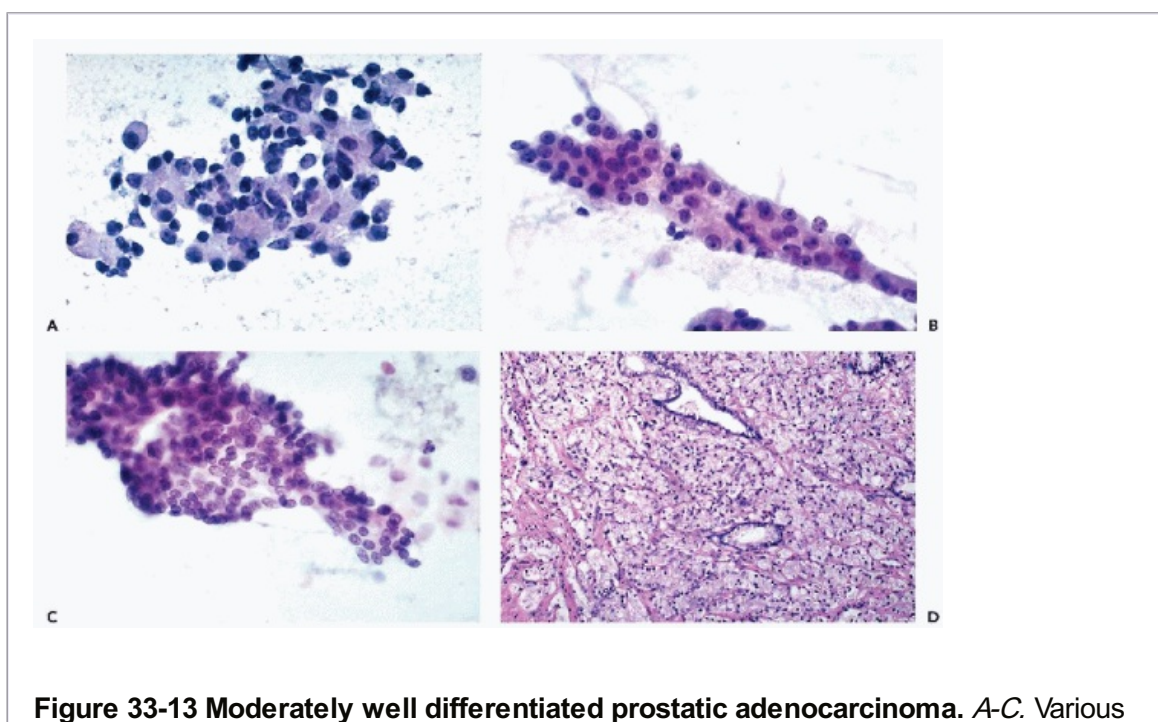 A
B
C
D
Figure 33-13 Moderately well differentiated prostatic adenocarcinoma. A-C. Various